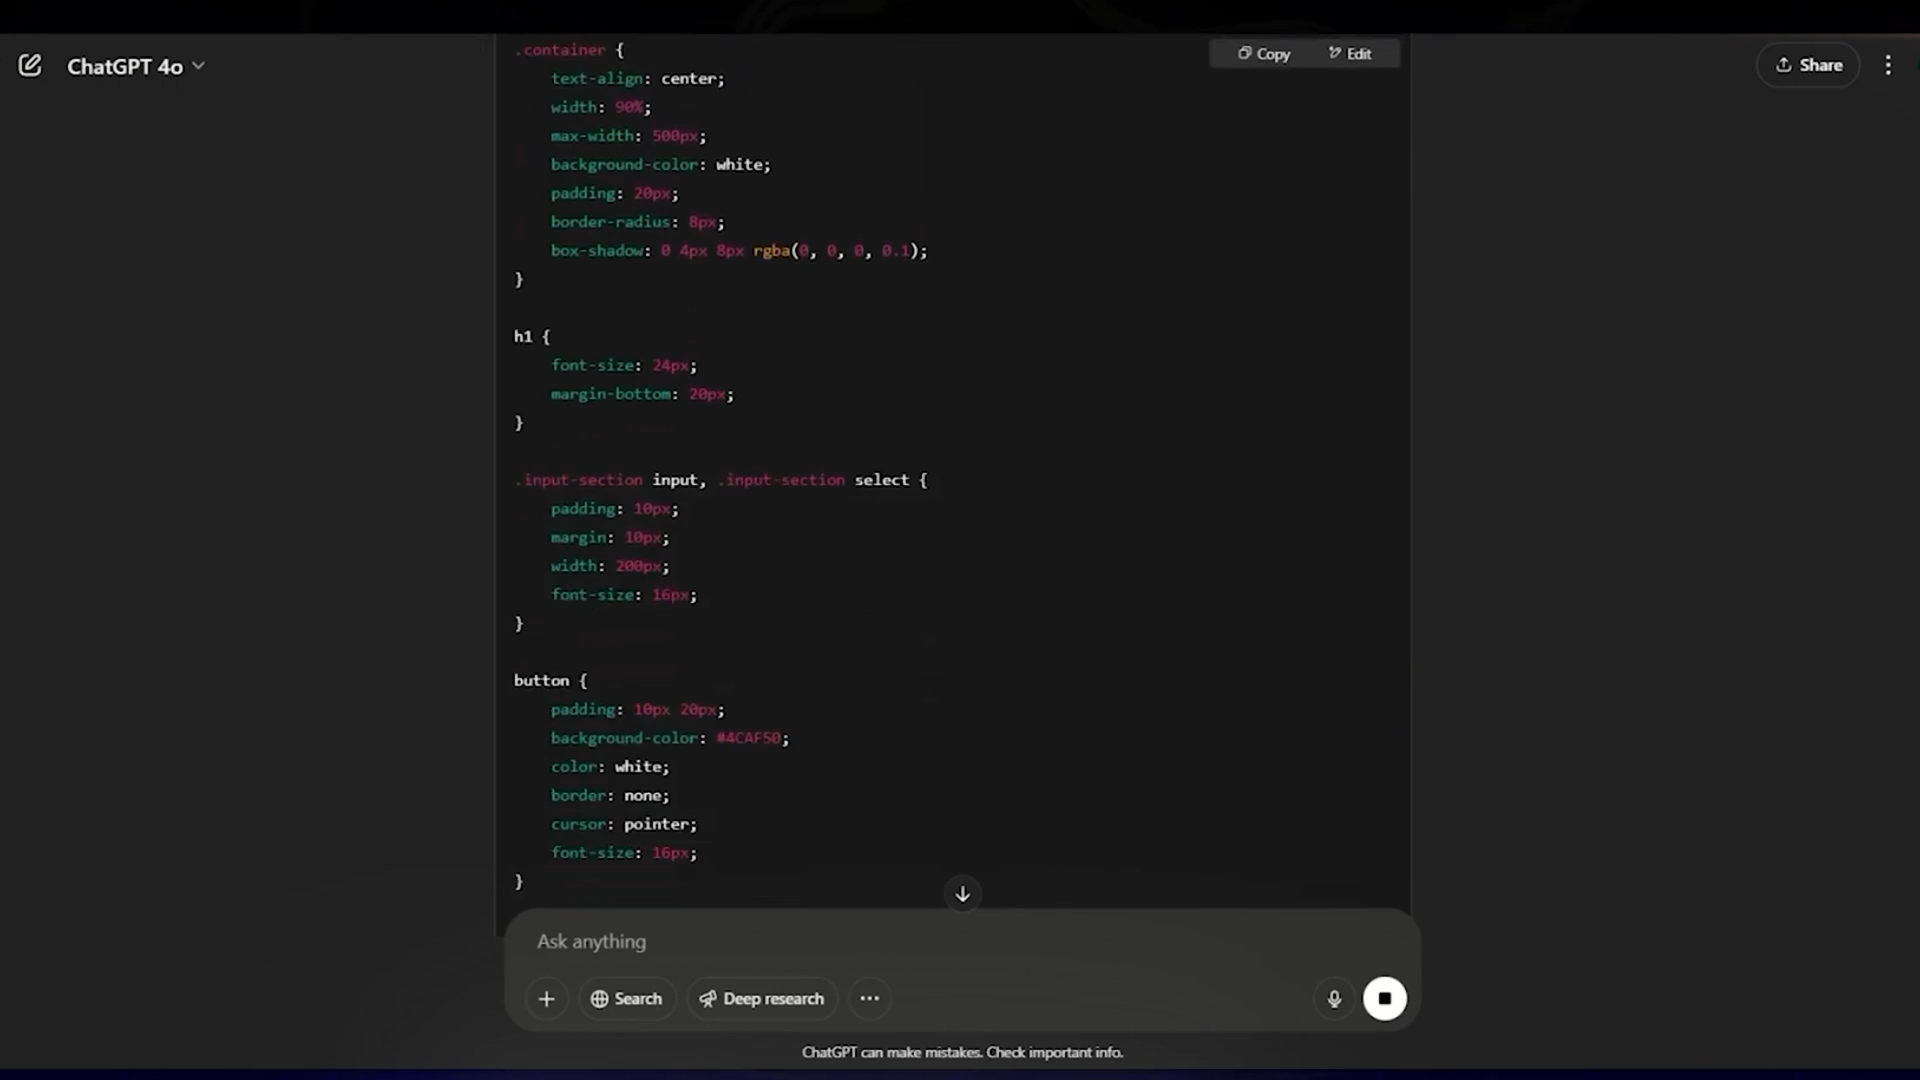 ChatGPT 4o
Share
Copy Edit
.container {
    text-align: center;
    width: 90%;
    max-width: 500px;
    background-color: white;
    padding: 20px;
    border-radius: 8px;
    box-shadow: 0 4px 8px rgba(0, 0, 0, 0.1);
}
h1 {
    font-size: 24px;
    margin-bottom: 20px;
}
.input-section input, .input-section select {
    padding: 10px;
    margin: 10px;
    width: 200px;
    font-size: 16px;
}
button {
    padding: 10px 20px;
    background-color: #4CAF50;
    color: white;
    border: none;
    cursor: pointer;
    font-size: 16px;
}
Ask anything
Search Deep research
ChatGPT can make mistakes. Check important info.